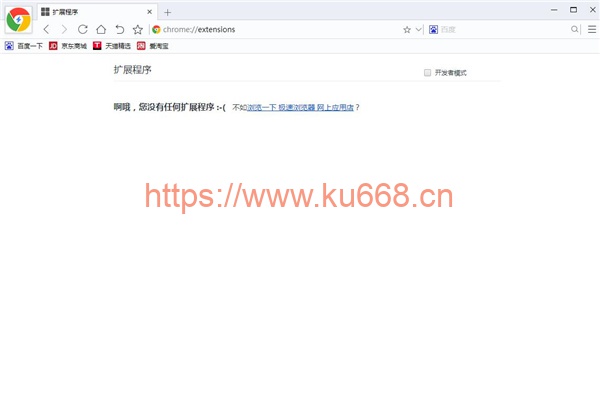 扩展程序
chrome://extensions
百度
百度一下 京东商城 天猫精选 爱淘宝
扩展程序
开发者模式
啊哦，您没有任何扩展程序 :-( 不如浏览一下 极速浏览器 网上应用店？
https://www.ku668.cn